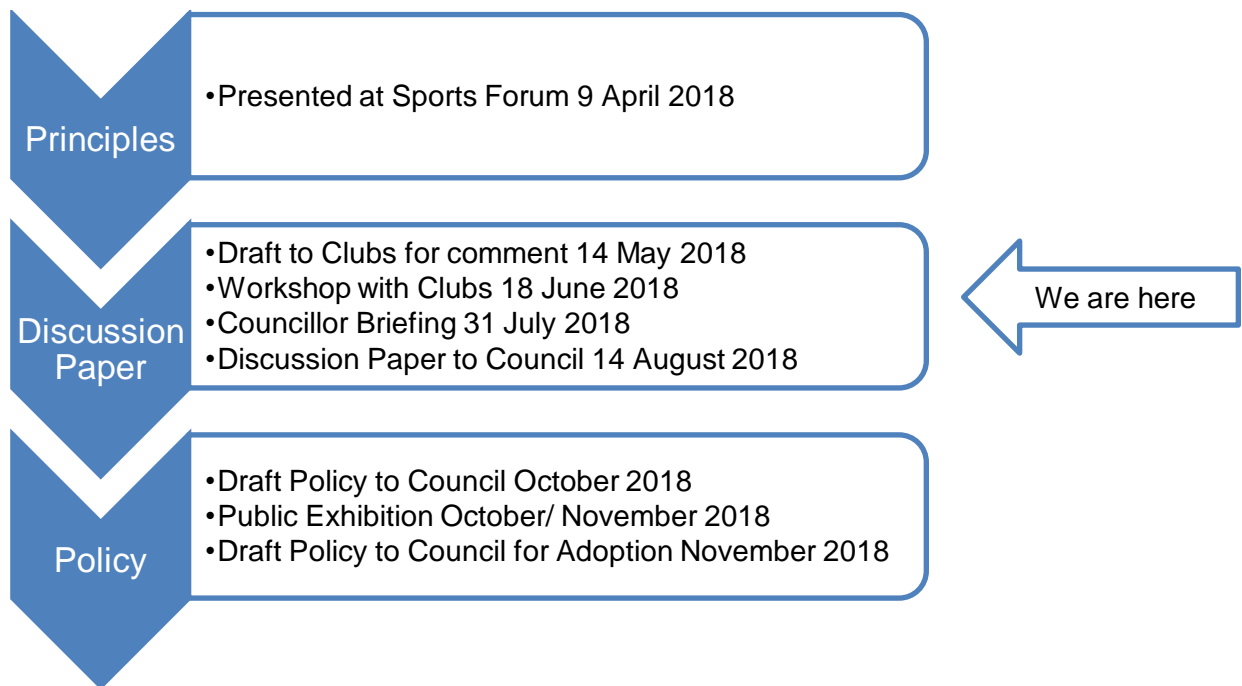 Principles
•Presented at Sports Forum 9 April 2018
Discussion
Paper
•Draft to Clubs for comment 14 May 2018
•Workshop with Clubs 18 June 2018
•Councillor Briefing 31 July 2018
•Discussion Paper to Council 14 August 2018
We are here
Policy
•Draft Policy to Council October 2018
•Public Exhibition October/ November 2018
•Draft Policy to Council for Adoption November 2018